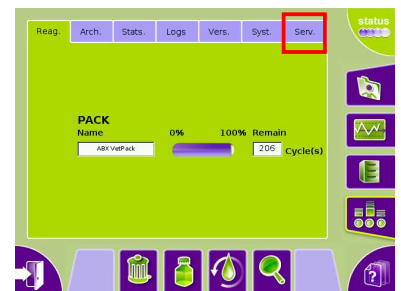 status
Reag. Arch. Stats. Logs Vers. Syst. Serv.
PACK
Name 0% 100% Remain
ABX VetPack 206 Cycle(s)
?